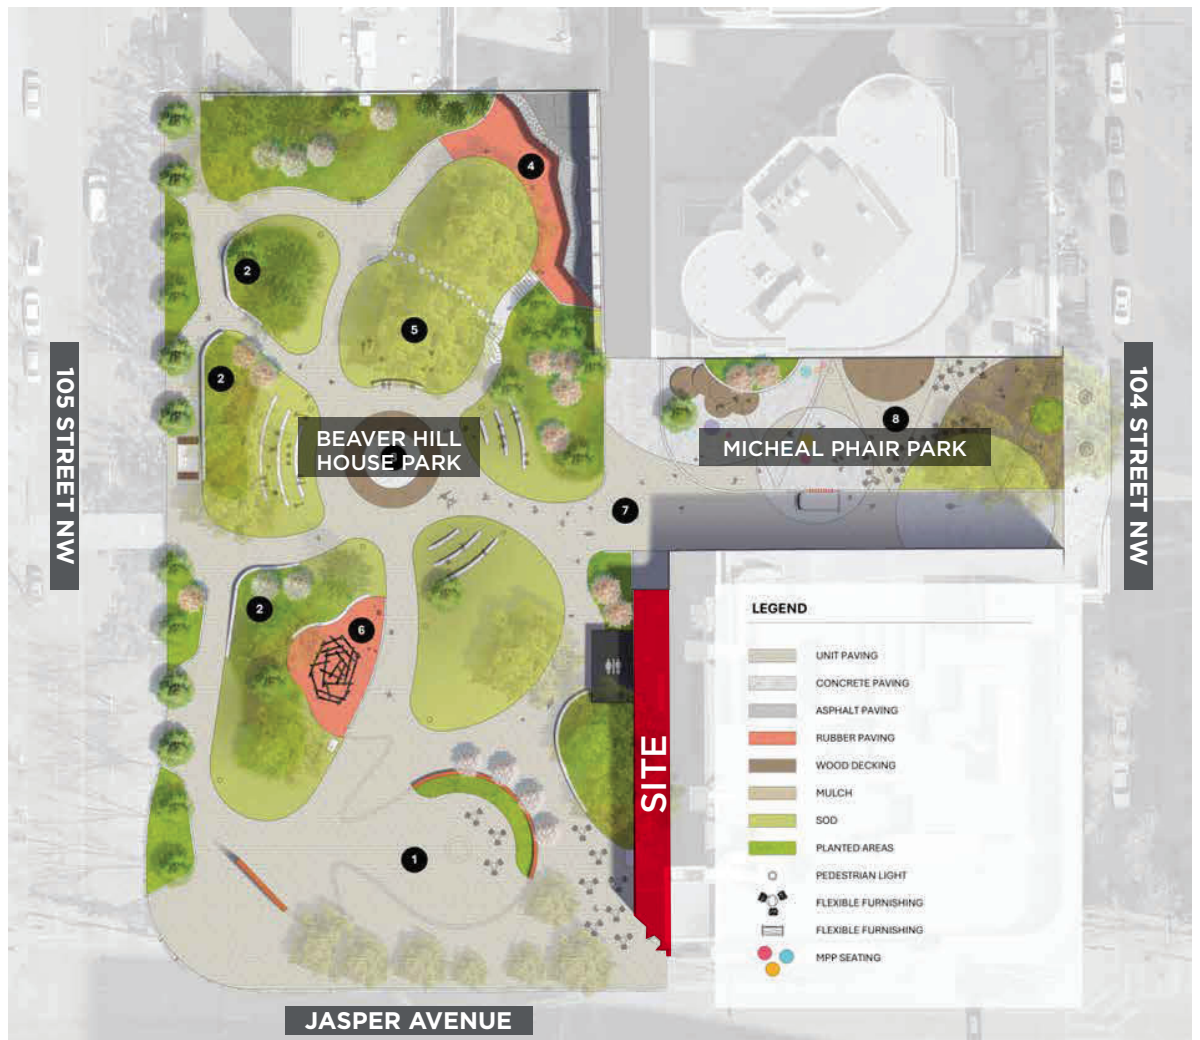 4
2
5
2
8
105 STREET NW
104 STREET NW
BEAVER HILL
HOUSE PARK
MICHEAL PHAIR PARK
7
2
6
LEGEND
UNIT PAVING
CONCRETE PAVING
ASPHALT PAVING
RUBBER PAVING
WOOD DECKING
MULCH
SOD
PLANTED AREAS
PEDESTRIAN LIGHT
FLEXIBLE FURNISHING
FLEXIBLE FURNISHING
MPP SEATING
SITE
1
JASPER AVENUE